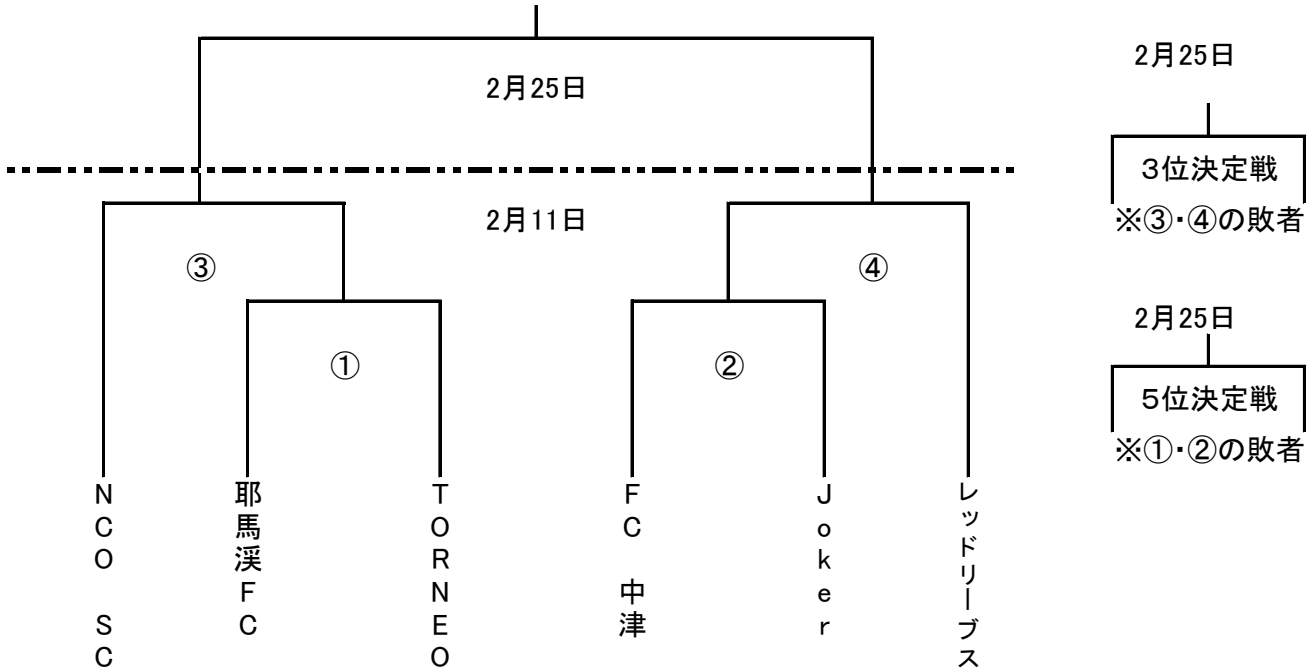 2月25日
2月25日
3位決定戦
※③・④の敗者
2月11日
③
④
2月25日
①
②
5位決定戦
※①・②の敗者
NCO SC
耶馬渓FC
TORNEO
FC 中津
Joker
レッドリーブス